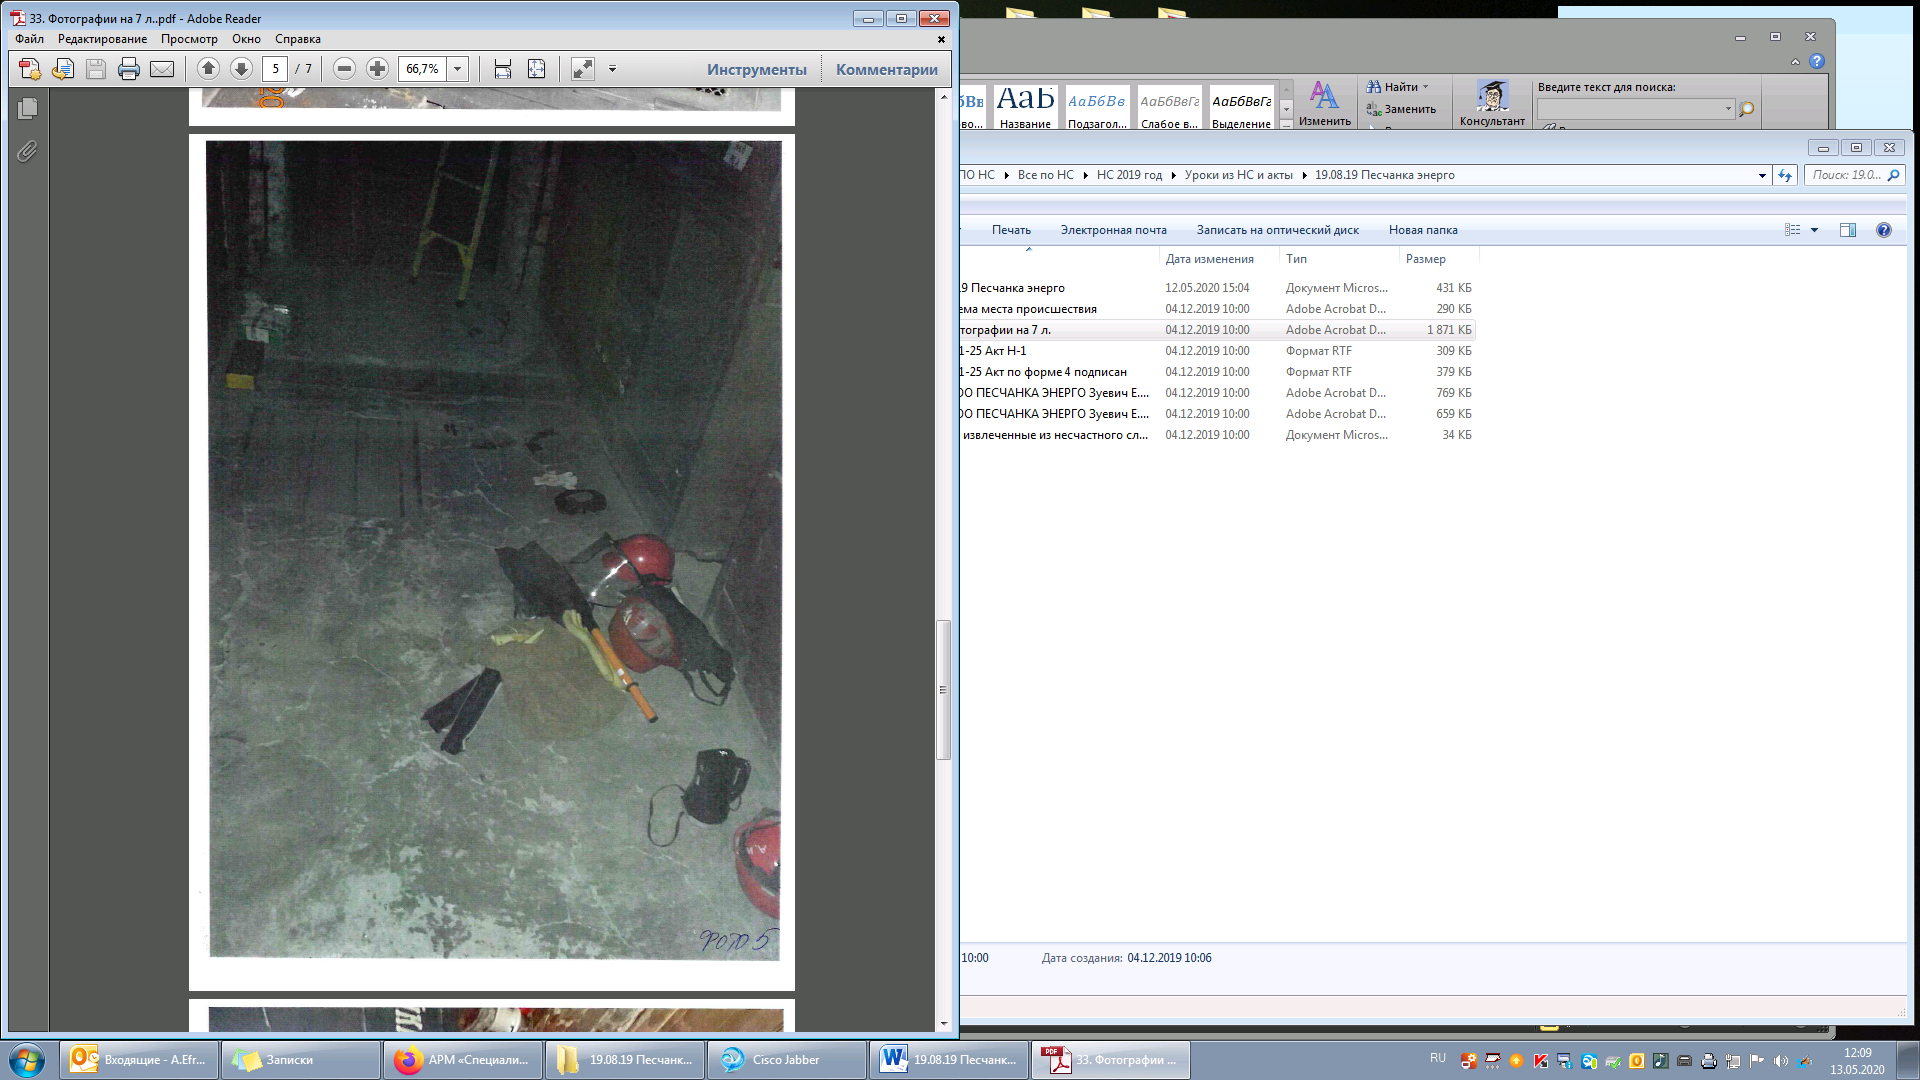 33. Фотографии на 7 л..pdf - Adobe Reader
Файл Редактирование Просмотр Окно Справка
5 / 7 66,7% Инструменты Комментарии
Фото 5
АаБ АаБбВв. АаБбВвГг АаБбВвГг
Название Подзагол... Слабое в... Выделение
Изменить
Найти
Заменить
Консультант
Введите текст для поиска:
ПО НС Все по НС НС 2019 год Уроки из НС и акты 19.08.19 Песчанка энерго
Поиск: 19.0...
Печать Электронная почта Записать на оптический диск Новая папка
Дата изменения Тип Размер
.9 Песчанка энерго 12.05.2020 15:04 Документ Micros... 431 КБ
ема места происшествия 04.12.2019 10:00 Adobe Acrobat D... 290 КБ
тографии на 7 л. 04.12.2019 10:00 Adobe Acrobat D... 1 871 КБ
1-25 Акт Н-1 04.12.2019 10:00 Формат RTF 309 КБ
1-25 Акт по форме 4 подписан 04.12.2019 10:00 Формат RTF 379 КБ
ОО ПЕСЧАНКА ЭНЕРГО Зуевич Е.... 04.12.2019 10:00 Adobe Acrobat D... 769 КБ
ОО ПЕСЧАНКА ЭНЕРГО Зуевич Е.... 04.12.2019 10:00 Adobe Acrobat D... 659 КБ
извлеченные из несчастного сл... 04.12.2019 10:00 Документ Micros... 34 КБ
10:00 Дата создания: 04.12.2019 10:06
Входящие - A.Efr... Записки АРМ «Специали... 19.08.19 Песчанк... Cisco Jabber 19.08.19 Песчанк... 33. Фотографии ...
RU
12:09
13.05.2020